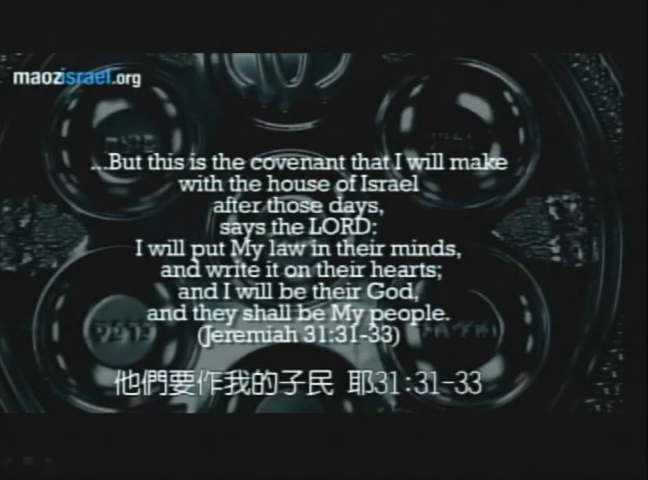 maozisrael.org
...But this is the covenant that I will make
with the house of Israel
after those days,
says the LORD:
I will put My law in their minds,
and write it on their hearts;
and I will be their God,
and they shall be My people.
(Jeremiah 31:31-33)
他們要作我的子民 耶31:31-33